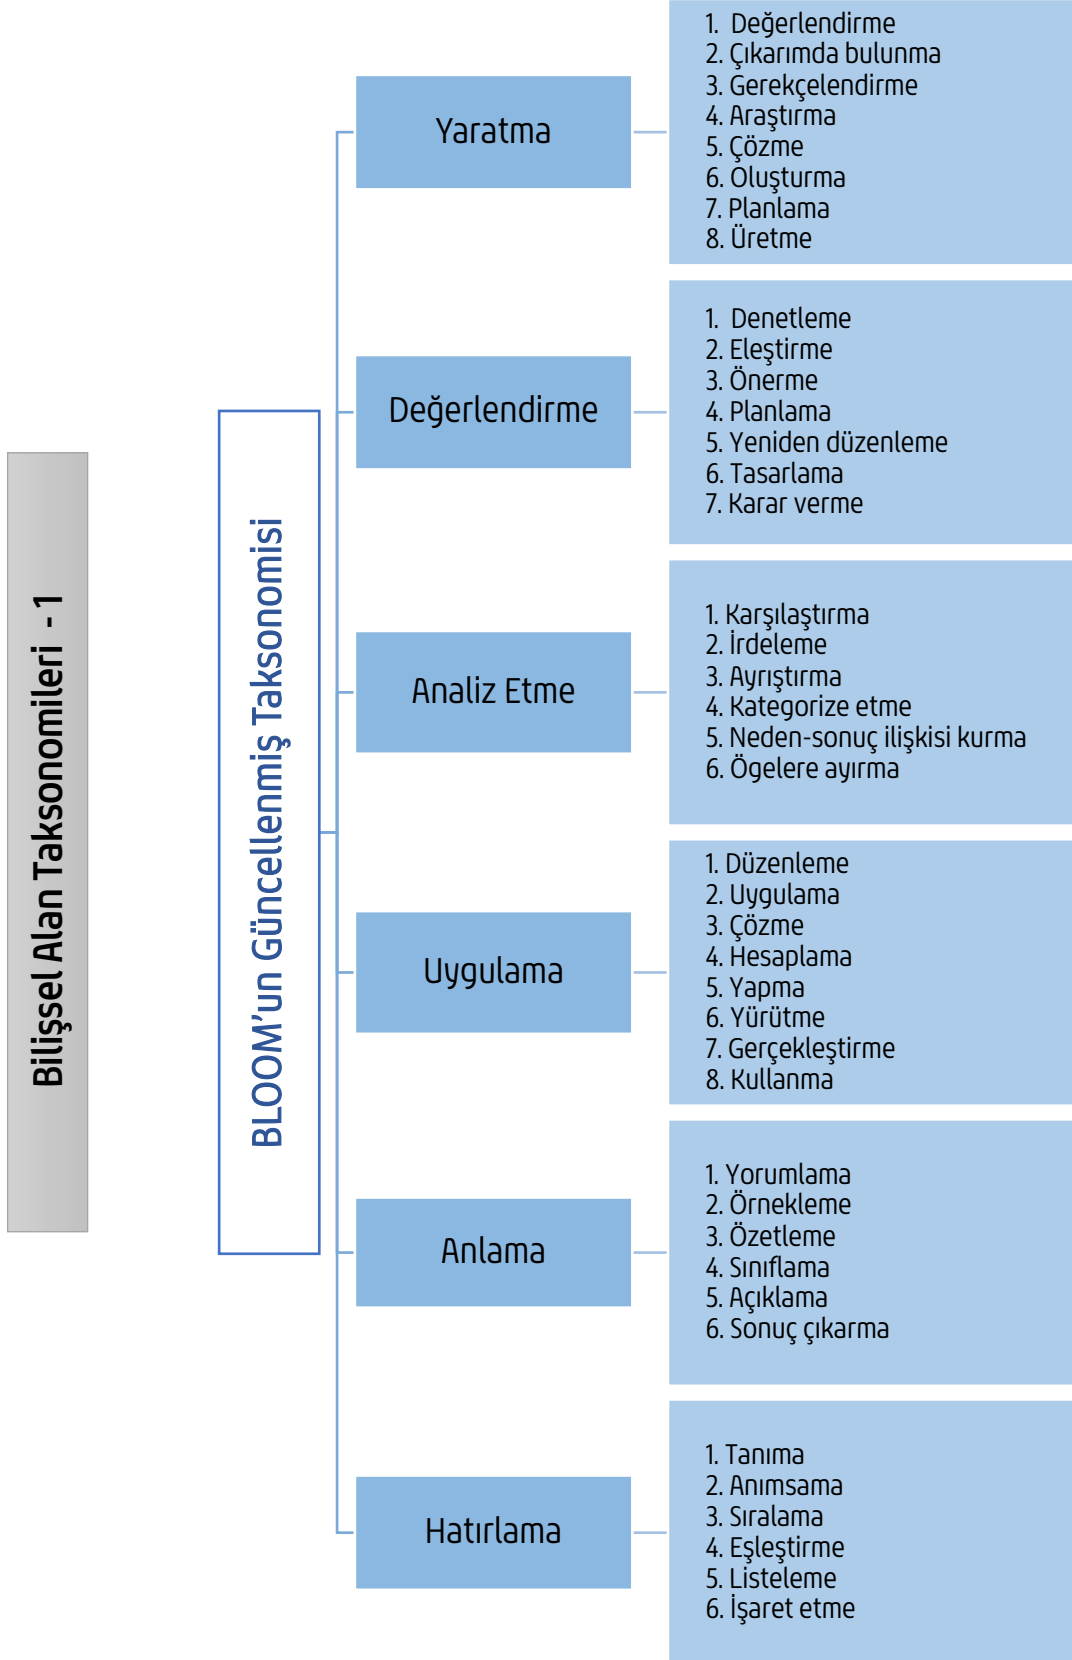 Bilişsel Alan Taksonomileri - 1
BLOOM'un Güncellenmiş Taksonomisi
Yaratma
1. Değerlendirme
2. Çıkarımda bulunma
3. Gerekçelendirme
4. Araştırma
5. Çözme
6. Oluşturma
7. Planlama
8. Üretme
Değerlendirme
1. Denetleme
2. Eleştirme
3. Önerme
4. Planlama
5. Yeniden düzenleme
6. Tasarlama
7. Karar verme
Analiz Etme
1. Karşılaştırma
2. İrdeleme
3. Ayrıştırma
4. Kategorize etme
5. Neden-sonuç ilişkisi kurma
6. Ögelere ayırma
Uygulama
1. Düzenleme
2. Uygulama
3. Çözme
4. Hesaplama
5. Yapma
6. Yürütme
7. Gerçekleştirme
8. Kullanma
Anlama
1. Yorumlama
2. Örnekleme
3. Özetleme
4. Sınıflama
5. Açıklama
6. Sonuç çıkarma
Hatırlama
1. Tanıma
2. Anımsama
3. Sıralama
4. Eşleştirme
5. Listeleme
6. İşaret etme